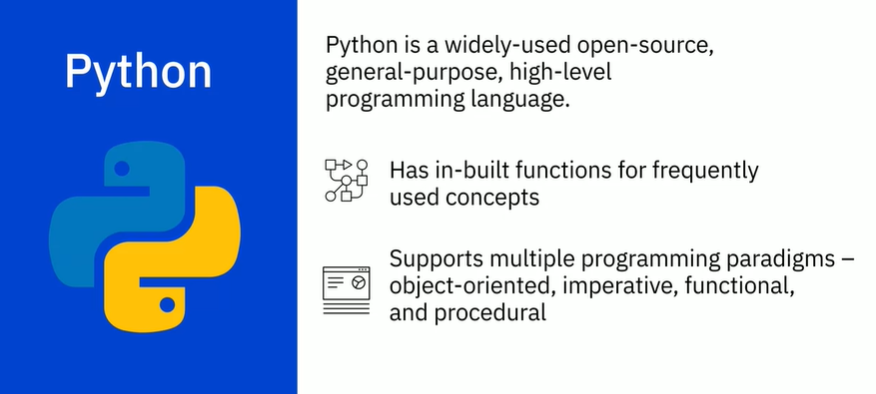 Python
Python is a widely-used open-source,
general-purpose, high-level
programming language.
Has in-built functions for frequently
used concepts
Supports multiple programming paradigms –
object-oriented, imperative, functional,
and procedural